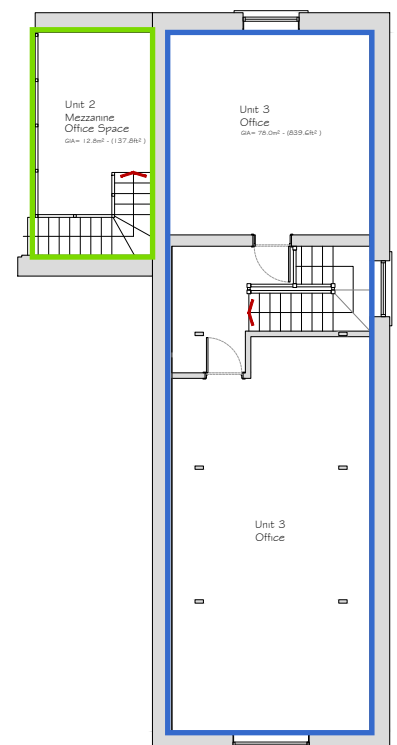 Unit 2
Mezzanine
Office Space
GIA= 12.8m² - (137.8ft² )
Unit 3
Office
GIA= 78.0m² - (839.6ft² )
Unit 3
Office